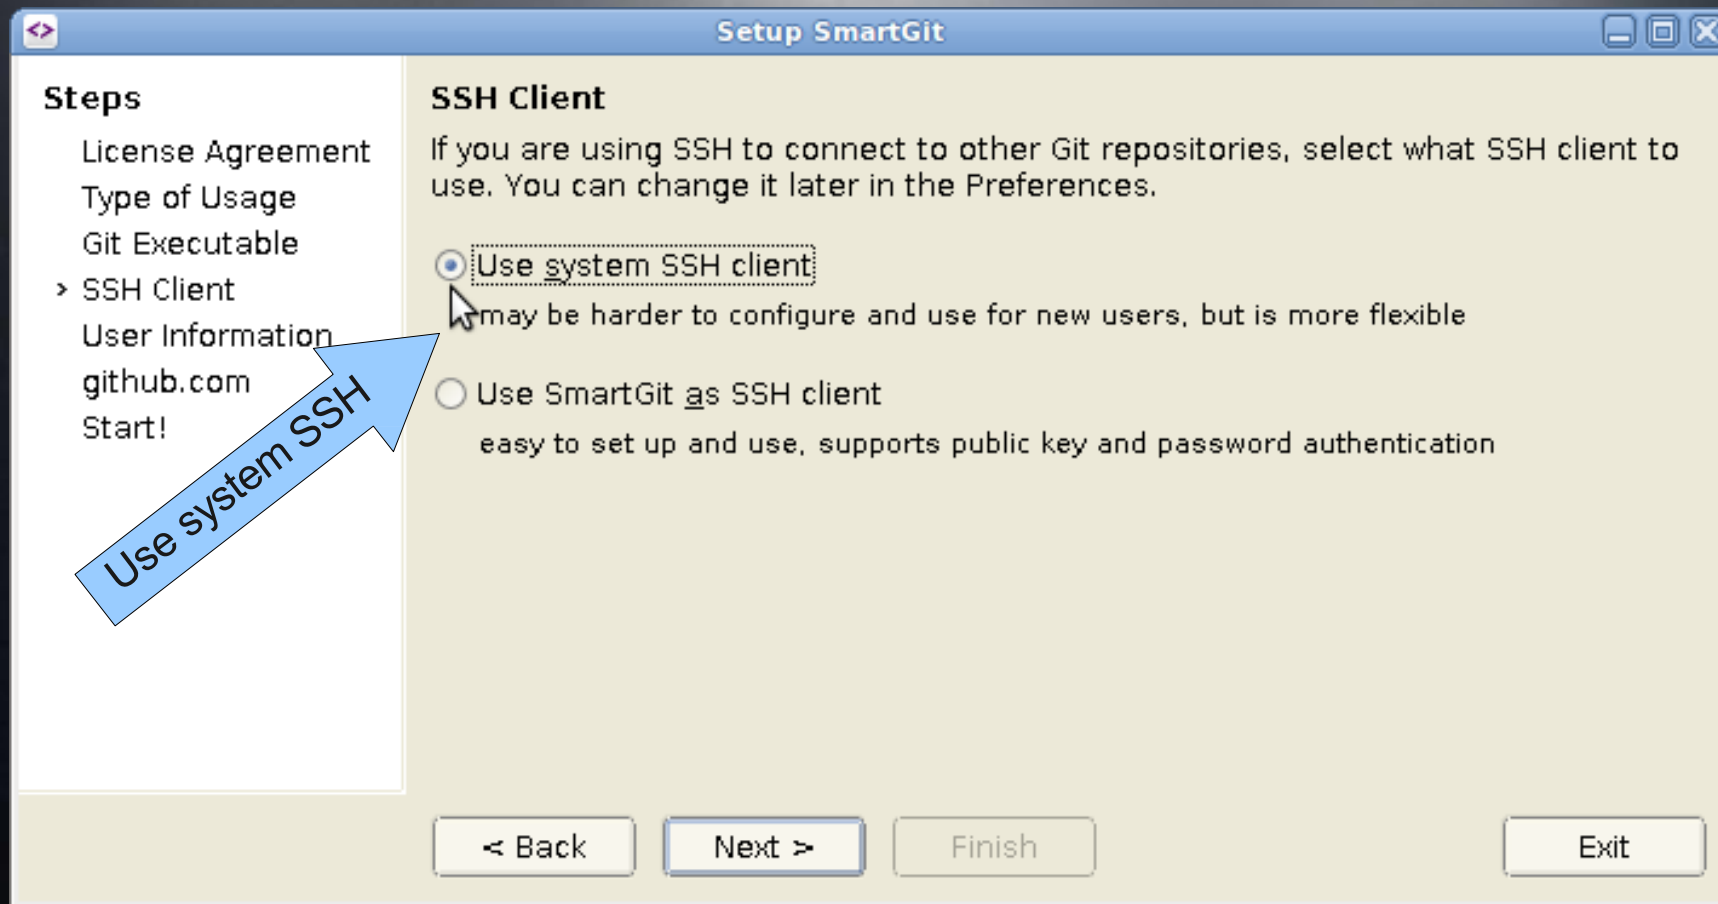 Setup SmartGit
Steps
License Agreement
Type of Usage
Git Executable
> SSH Client
User Information
github.com
Start!
Use system SSH
SSH Client
If you are using SSH to connect to other Git repositories, select what SSH client to
use. You can change it later in the Preferences.
Use system SSH client
may be harder to configure and use for new users, but is more flexible
Use SmartGit as SSH client
easy to set up and use, supports public key and password authentication
< Back
Next >
Finish
Exit